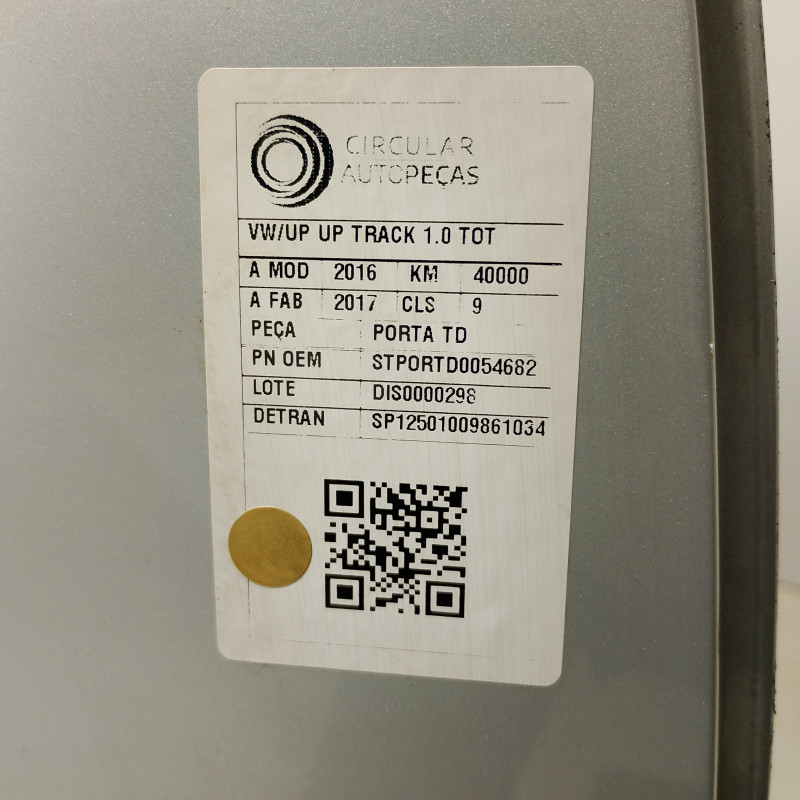 CIRCULAR
AUTOPEÇAS
VW/UP UP TRACK 1.0 TOT
A MOD 2016 KM 40000
A FAB 2017 CLS 9
PEÇA PORTA TD
PN OEM STPORTD0054682
LOTE DIS0000298
DETRAN SP12501009861034